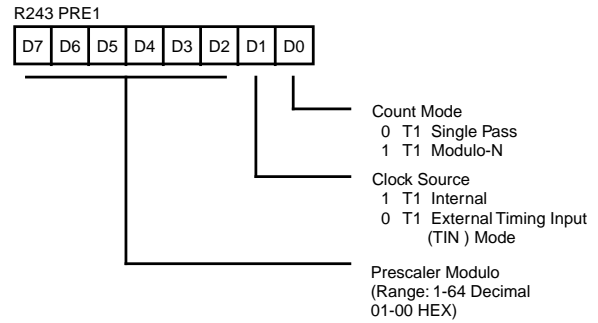 R243 PRE1
D7 D6 D5 D4 D3 D2 D1 D0
Count Mode
0 T1 Single Pass
1 T1 Modulo-N
Clock Source
1 T1 Internal
0 T1 External Timing Input
(TIN ) Mode
Prescaler Modulo
(Range: 1-64 Decimal
01-00 HEX)